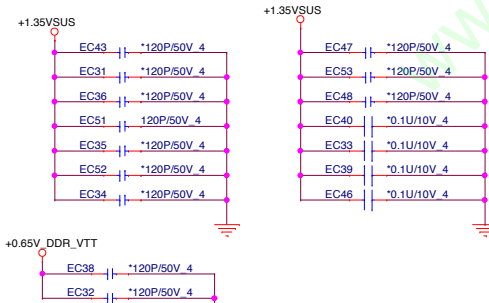 +1.35VSUS
EC43 *120P/50V_4
EC31 *120P/50V_4
EC36 *120P/50V_4
EC51 120P/50V_4
EC35 *120P/50V_4
EC52 *120P/50V_4
EC34 *120P/50V_4
+1.35VSUS
EC47 *120P/50V_4
EC53 *120P/50V_4
EC48 *120P/50V_4
EC40 *0.1U/10V_4
EC33 *0.1U/10V_4
EC39 *0.1U/10V_4
EC46 *0.1U/10V_4
+0.65V_DDR_VTT
EC38 *120P/50V_4
EC32 *120P/50V_4